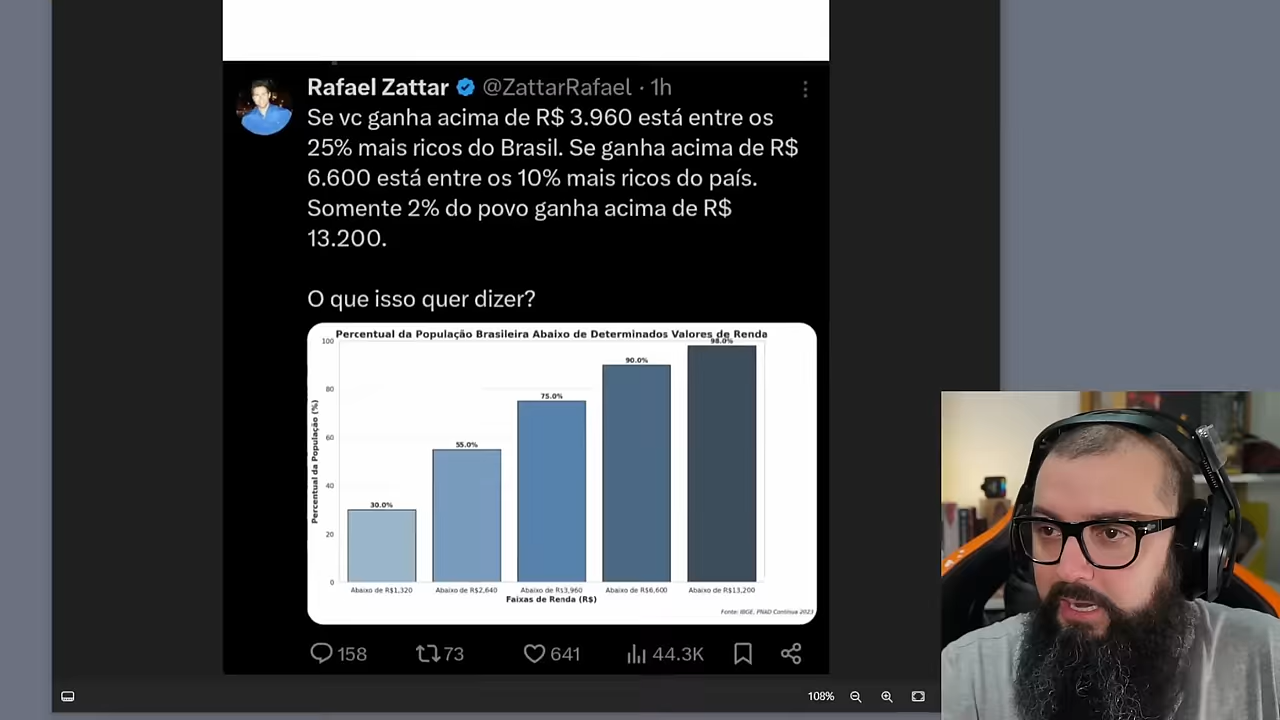 Rafael Zattar @ZattarRafael · 1h
Se vc ganha acima de R$ 3.960 está entre os
25% mais ricos do Brasil. Se ganha acima de R$
6.600 está entre os 10% mais ricos do país.
Somente 2% do povo ganha acima de R$
13.200.
O que isso quer dizer?
Percentual da População Brasileira Abaixo de Determinados Valores de Renda
Percentual da População (%)
100
80
60
40
20
0
30.0%
55.0%
75.0%
90.0%
98.0%
Abaixo de R$1,320 Abaixo de R$2,640 Abaixo de R$3,960 Abaixo de R$6,600 Abaixo de R$13,200
Faixas de Renda (R$)
Fonte: IBGE, PNAD Contínua 2023
158 73 641 44.3K
108%